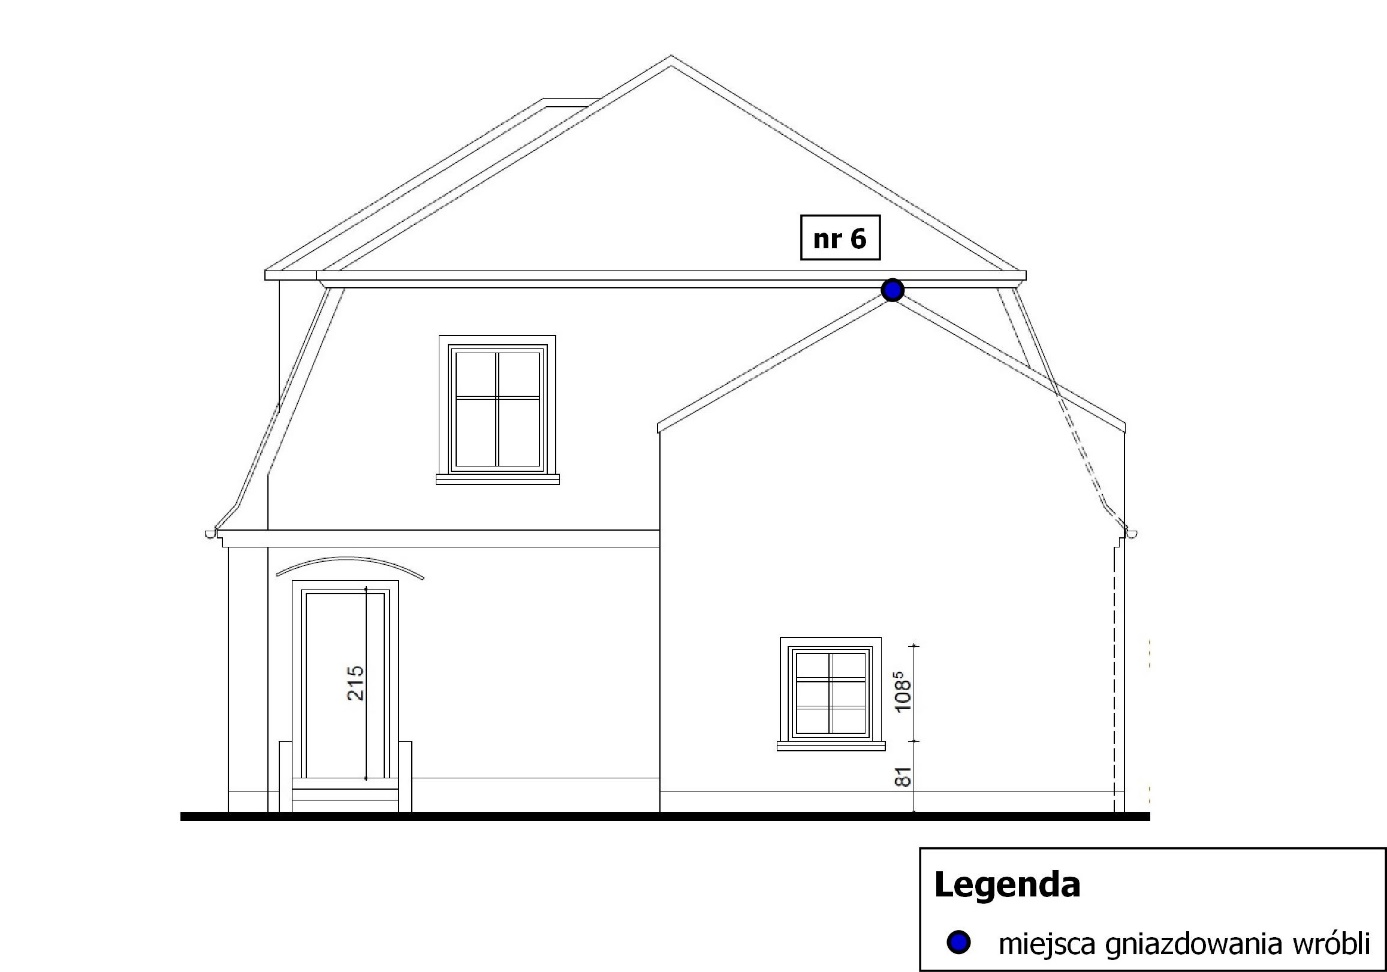 nr 6
215
108⁵
81
Legenda
miejsca gniazdowania wróbli